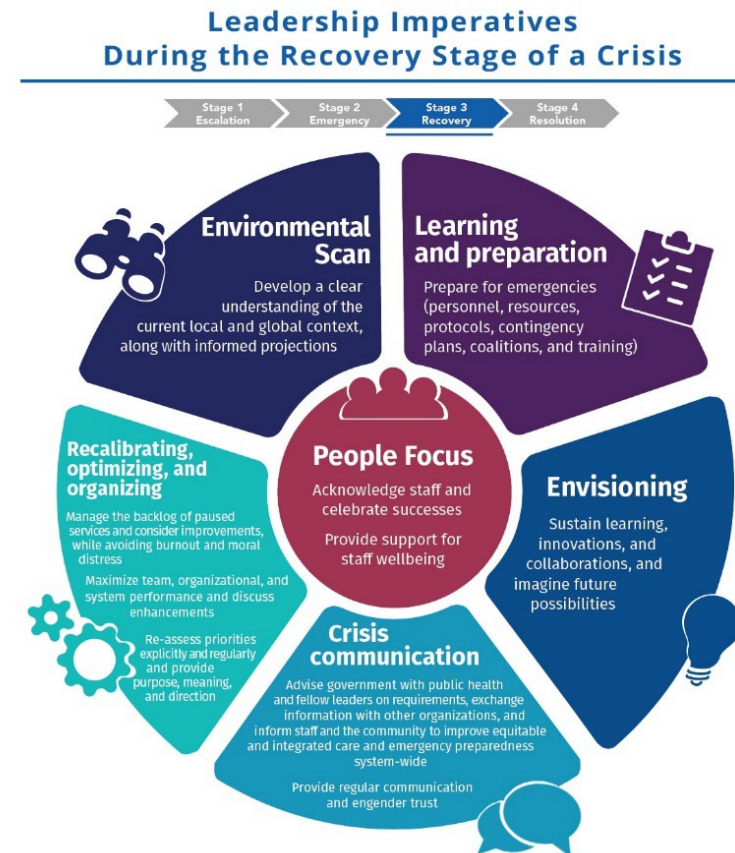 Leadership Imperatives
During the Recovery Stage of a Crisis
Stage 1
Escalation
Stage 2
Emergency
Stage 3
Recovery
Stage 4
Resolution
Environmental
Scan
Develop a clear
understanding of the
current local and global context,
along with informed projections
Learning
and preparation
Prepare for emergencies
(personnel, resources,
protocols, contingency
plans, coalitions, and training)
Recalibrating,
optimizing, and
organizing
Manage the backlog of paused
services and consider improvements,
while avoiding burnout and moral
distress
Maximize team, organizational, and
system performance and discuss
enhancements
Re-assess priorities
explicitly and regularly
and provide
purpose, meaning,
and direction
People Focus
Acknowledge staff and
celebrate successes
Provide support for
staff wellbeing
Envisioning
Sustain learning,
innovations, and
collaborations, and
imagine future
possibilities
Crisis
communication
Advise government with public health
and fellow leaders on requirements, exchange
information with other organizations, and
inform staff and the community to improve equitable
and integrated care and emergency preparedness
system-wide
Provide regular communication
and engender trust